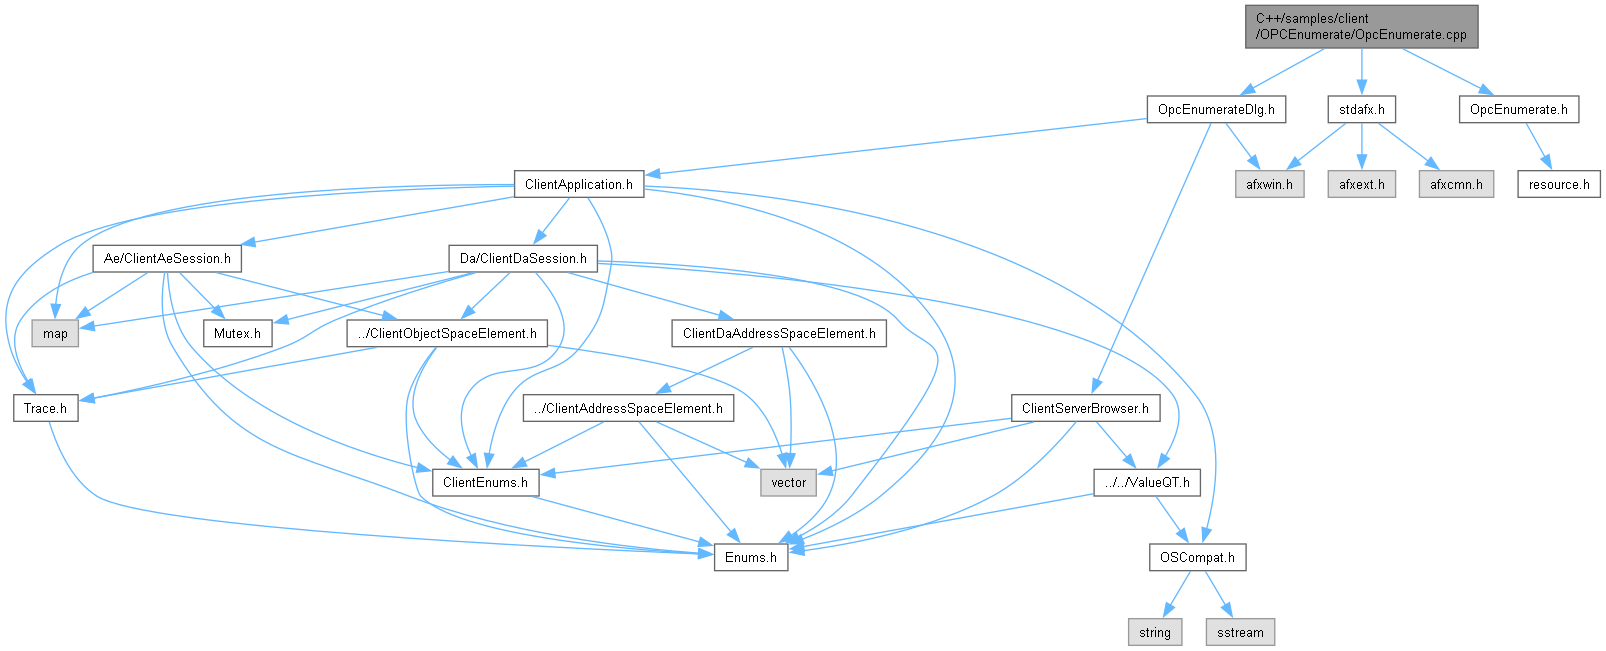 C++/samples/client
/OPCEnumerate/OpcEnumerate.cpp
OpcEnumerateDlg.h
stdafx.h
OpcEnumerate.h
ClientApplication.h
afxwin.h
afxext.h
afxcmn.h
resource.h
Ae/ClientAeSession.h
Da/ClientDaSession.h
map
Mutex.h
../ClientObjectSpaceElement.h
ClientDaAddressSpaceElement.h
Trace.h
../ClientAddressSpaceElement.h
ClientServerBrowser.h
ClientEnums.h
vector
../../ValueQT.h
Enums.h
OSCompat.h
string
sstream